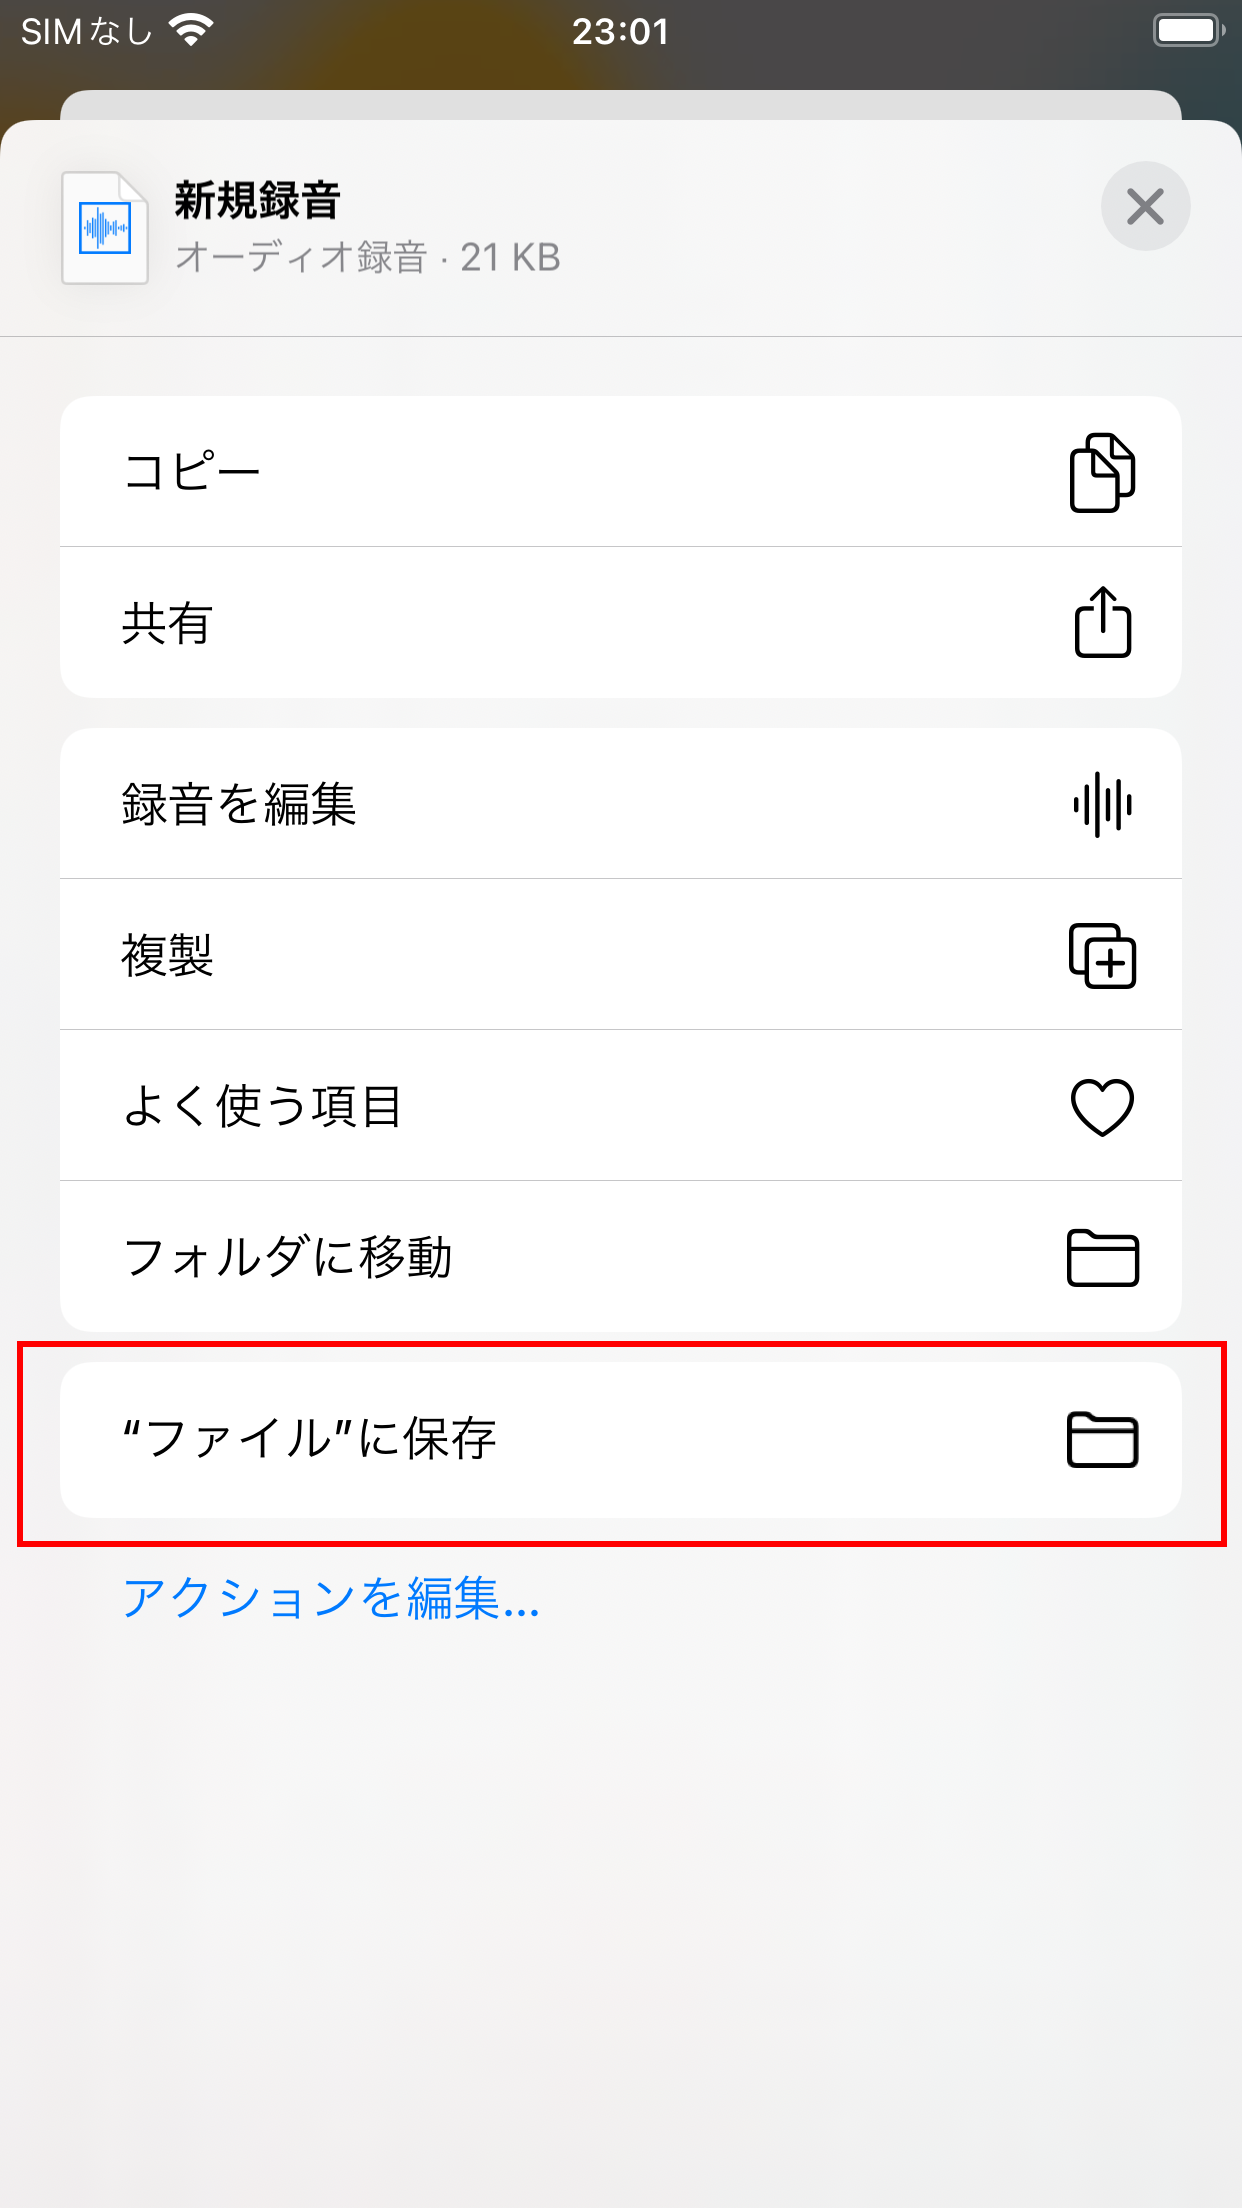 SIMなし 23:01
新規録音
オーディオ録音 · 21 KB
コピー
共有
録音を編集
複製
よく使う項目
フォルダに移動
“ファイル”に保存
アクションを編集...